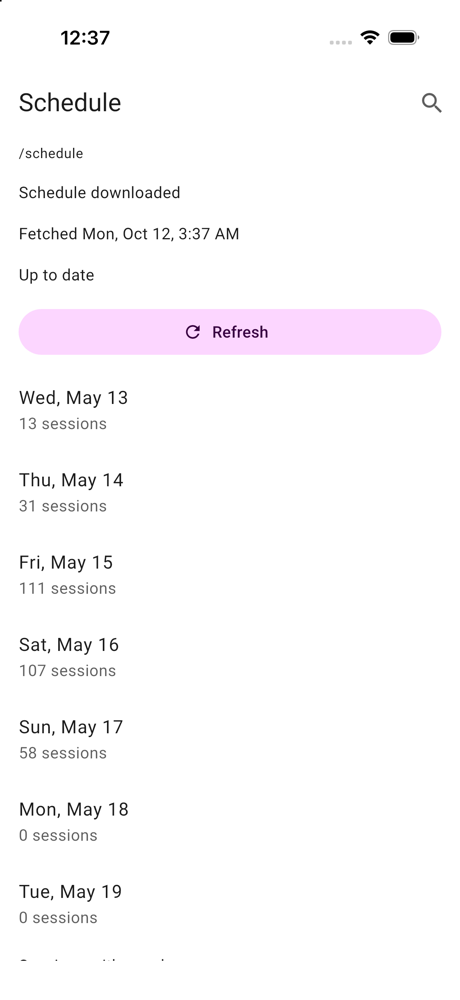 12:37
Schedule
/schedule
Schedule downloaded
Fetched Mon, Oct 12, 3:37 AM
Up to date
Refresh
Wed, May 13
13 sessions
Thu, May 14
31 sessions
Fri, May 15
111 sessions
Sat, May 16
107 sessions
Sun, May 17
58 sessions
Mon, May 18
0 sessions
Tue, May 19
0 sessions